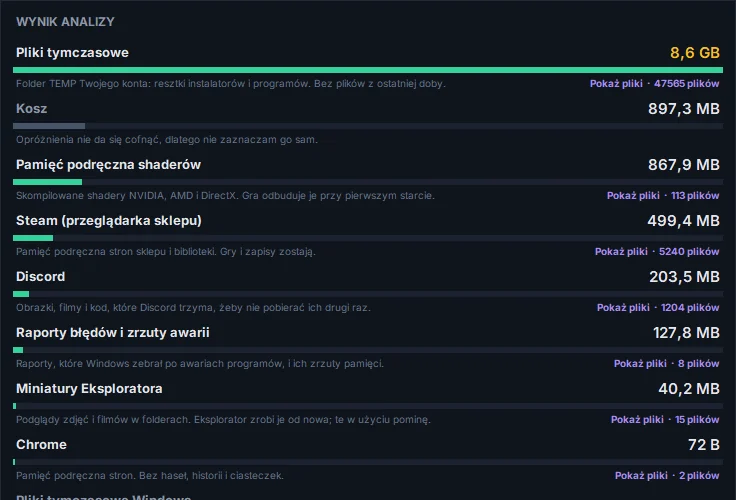 WYNIK ANALIZY
Pliki tymczasowe 8,6 GB
Folder TEMP Twojego konta: resztki instalatorów i programów. Bez plików z ostatniej doby. Pokaż pliki · 47565 plików
Kosz 897,3 MB
Opróżnienia nie da się cofnąć, dlatego nie zaznaczam go sam.
Pamięć podręczna shaderów 867,9 MB
Skompilowane shadery NVIDIA, AMD i DirectX. Gra odbuduje je przy pierwszym starcie. Pokaż pliki · 113 plików
Steam (przeglądarka sklepu) 499,4 MB
Pamięć podręczna stron sklepu i biblioteki. Gry i zapisy zostają. Pokaż pliki · 5240 plików
Discord 203,5 MB
Obrazki, filmy i kod, które Discord trzyma, żeby nie pobierać ich drugi raz. Pokaż pliki · 1204 plików
Raporty błędów i zrzuty awarii 127,8 MB
Raporty, które Windows zebrał po awariach programów, i ich zrzuty pamięci. Pokaż pliki · 8 plików
Miniatury Eksploratora 40,2 MB
Podglądy zdjęć i filmów w folderach. Eksplorator zrobi je od nowa; te w użyciu pominę. Pokaż pliki · 15 plików
Chrome 72 B
Pamięć podręczna stron. Bez haseł, historii i ciasteczek. Pokaż pliki · 2 plików
Pliki tymczasowe Windows